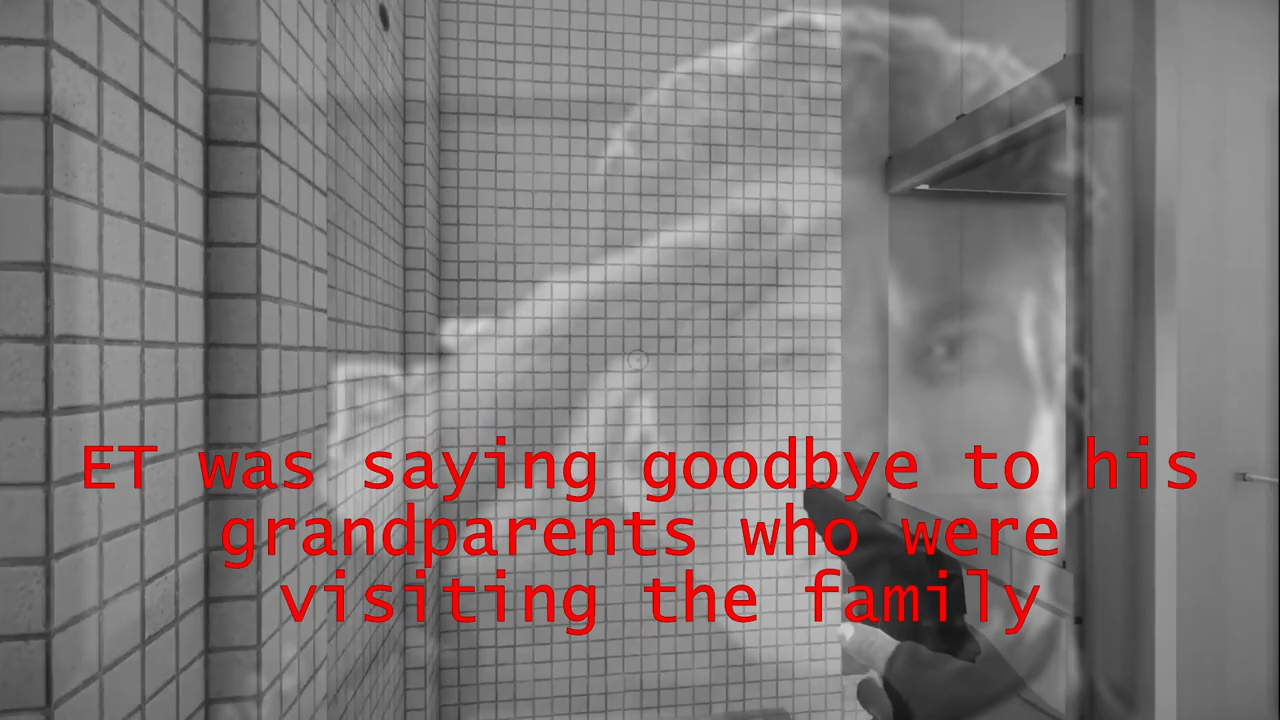 ET was saying goodbye to his
grandparents who were
visiting the family